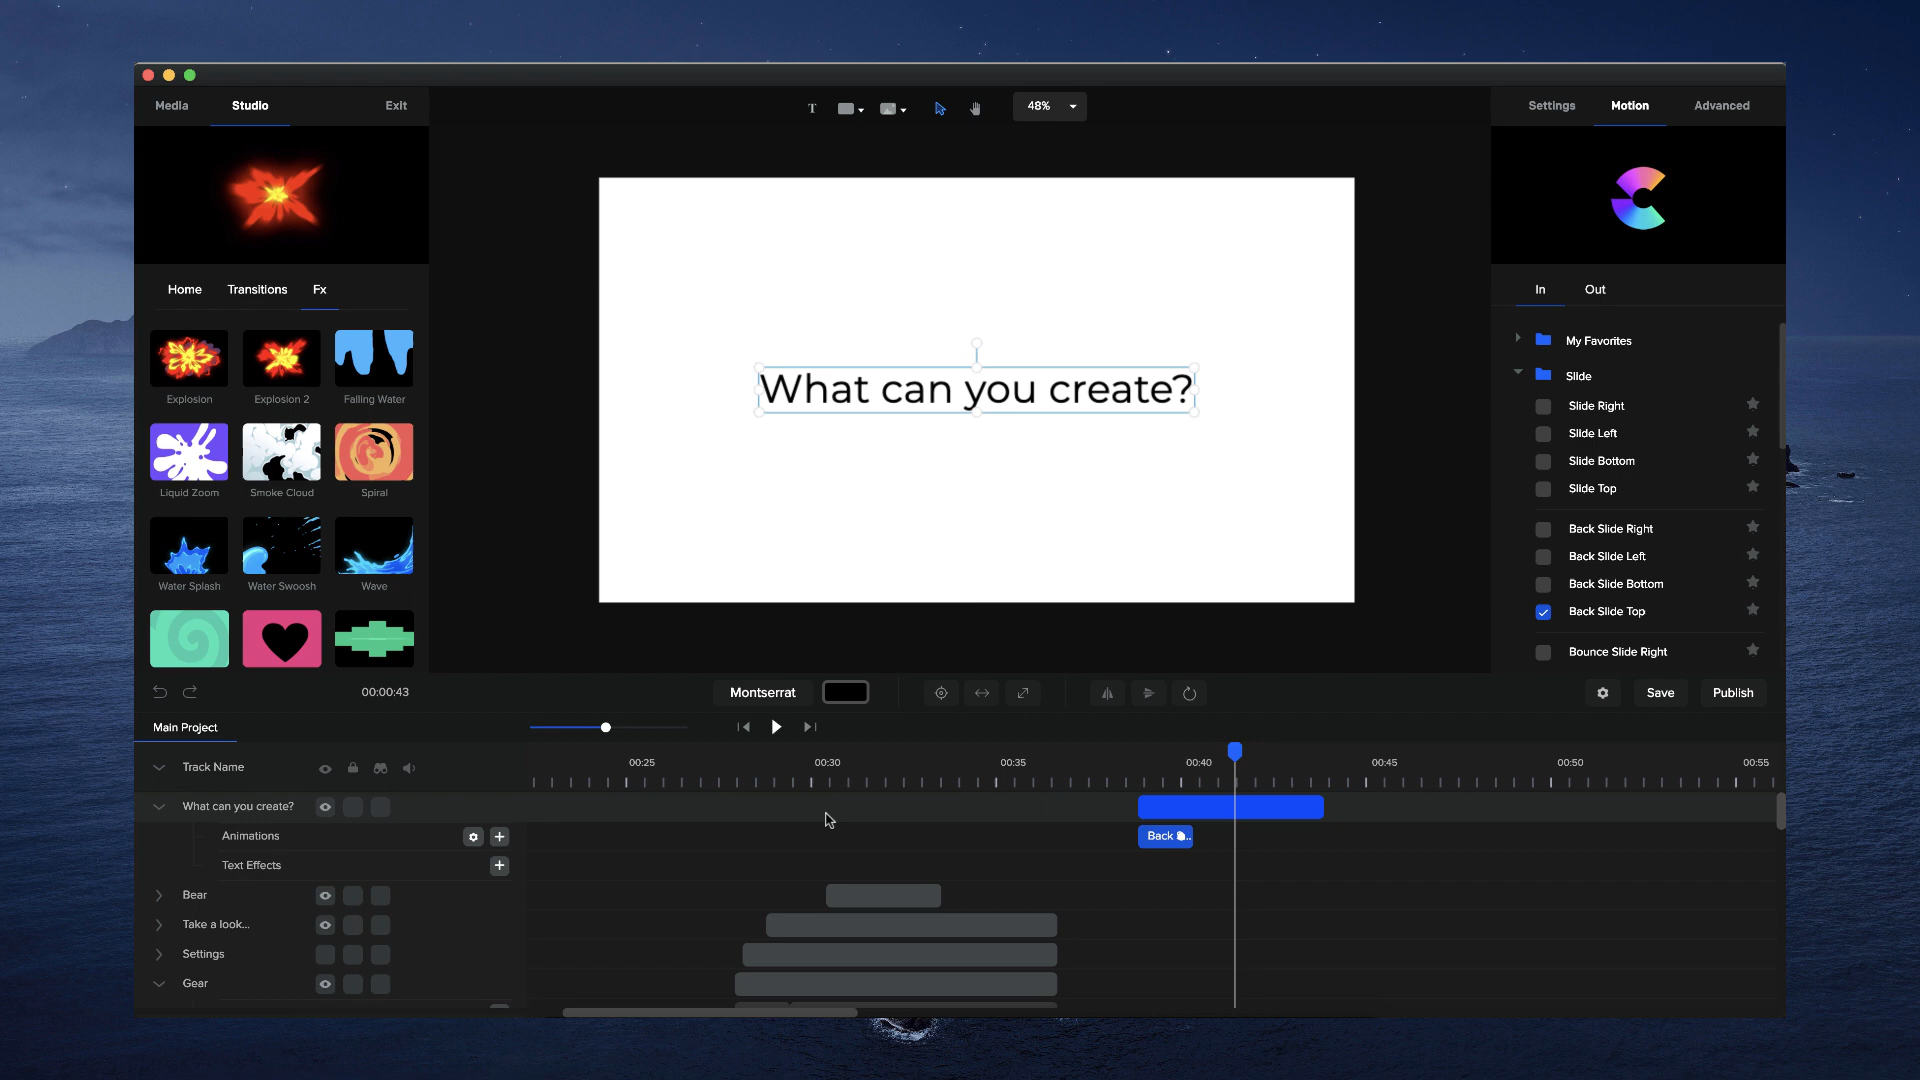 Media
Studio
Exit
T
48%
Settings
Motion
Advanced
Home
Transitions
Fx
Explosion
Explosion 2
Falling Water
Liquid Zoom
Smoke Cloud
Spiral
Water Splash
Water Swoosh
Wave
What can you create?
In
Out
My Favorites
Slide
Slide Right
Slide Left
Slide Bottom
Slide Top
Back Slide Right
Back Slide Left
Back Slide Bottom
Back Slide Top
Bounce Slide Right
00:00:43
Montserrat
Save
Publish
Main Project
Track Name
00:25
00:30
00:35
00:40
00:45
00:50
00:55
What can you create?
Animations
Back
Text Effects
Bear
Take a look...
Settings
Gear